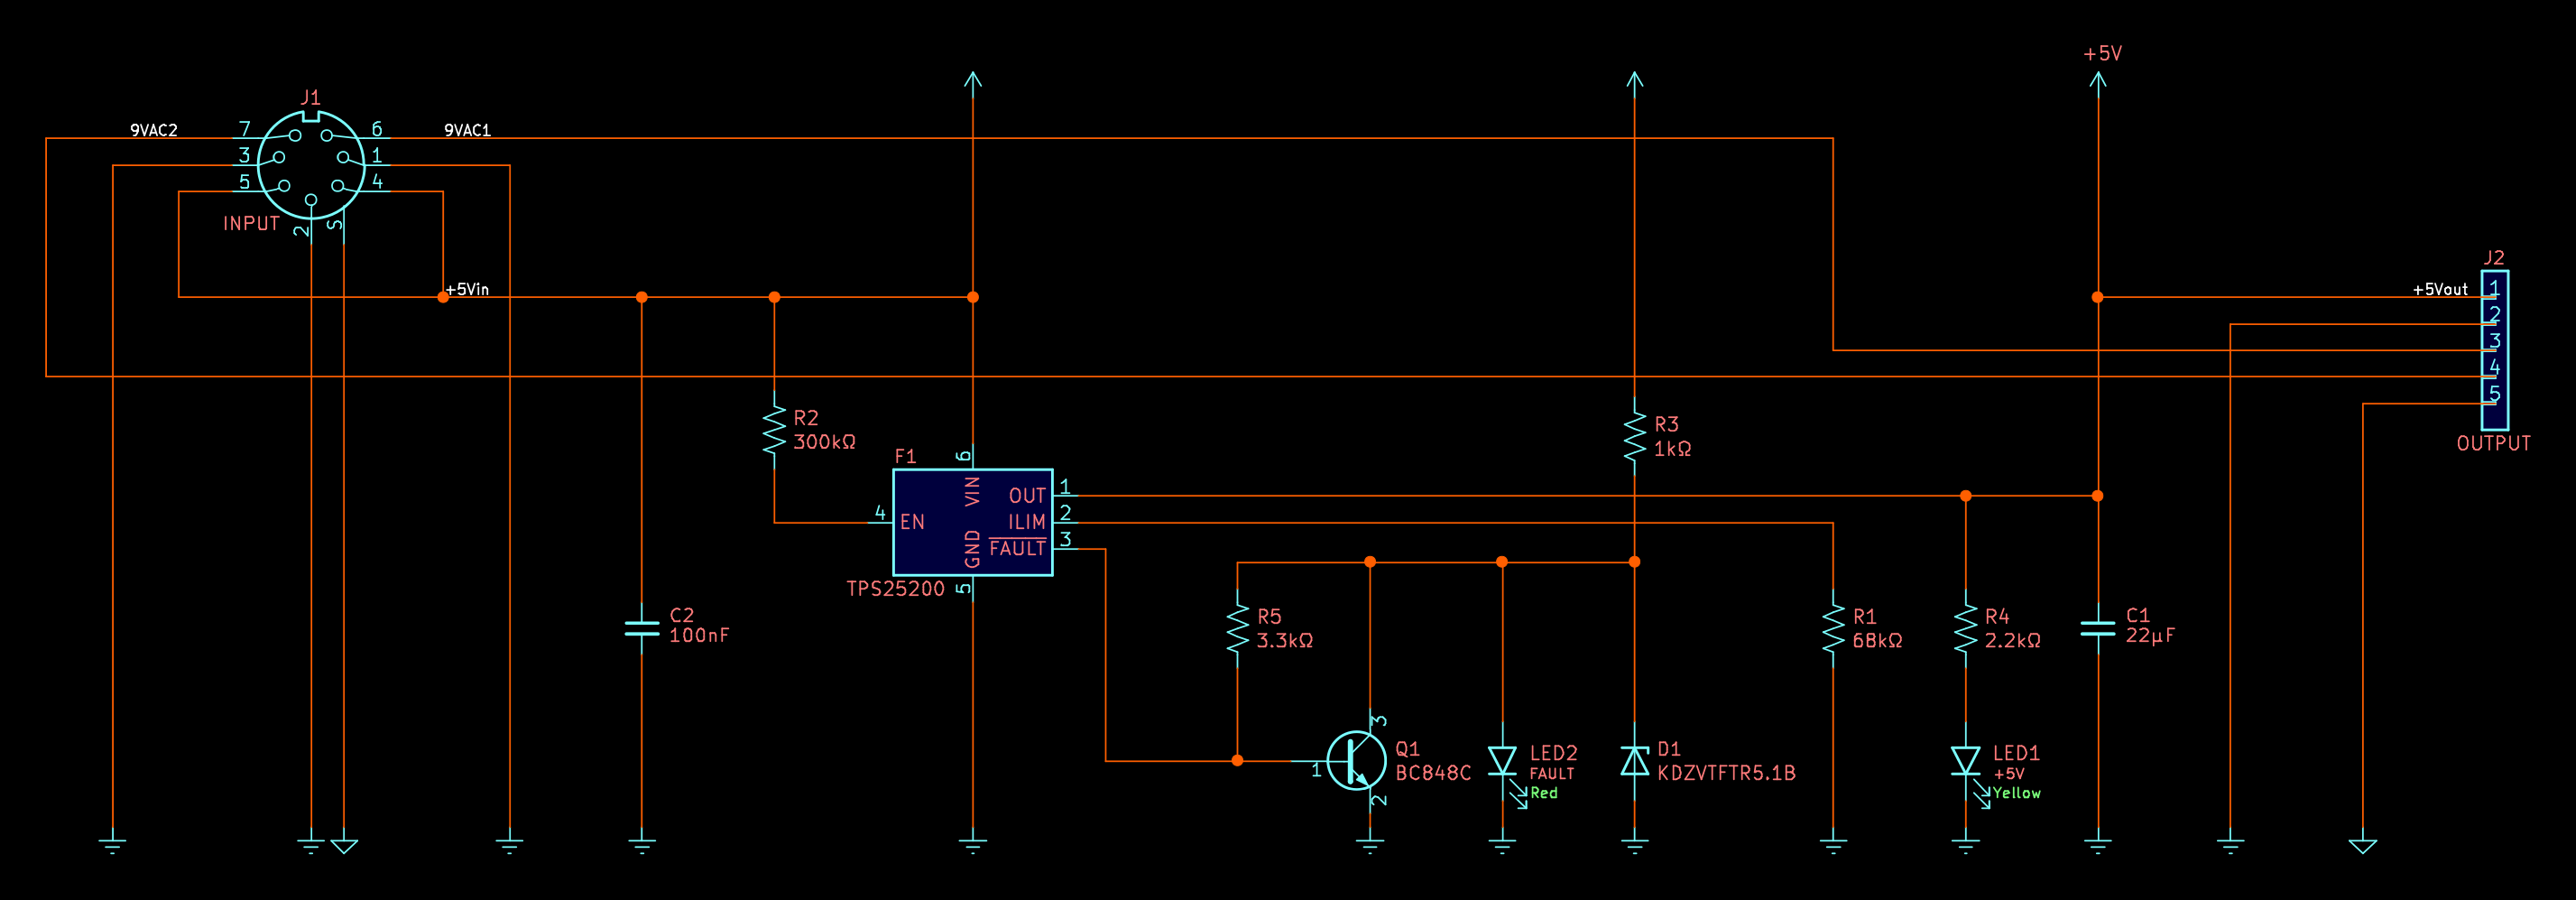 +5V
J1
9VAC2
7
6
9VAC1
3
1
5
4
INPUT
2
S
+5Vin
J2
+5Vout
1
2
3
4
5
OUTPUT
R2
300kΩ
R3
1kΩ
F1
6
VIN
OUT
1
4
EN
ILIM
2
GND
FAULT
3
TPS25200
5
C2
100nF
R5
3.3kΩ
R1
68kΩ
R4
2.2kΩ
C1
22µF
3
Q1
BC848C
1
2
LED2
FAULT
Red
D1
KDZVTFTR5.1B
LED1
+5V
Yellow